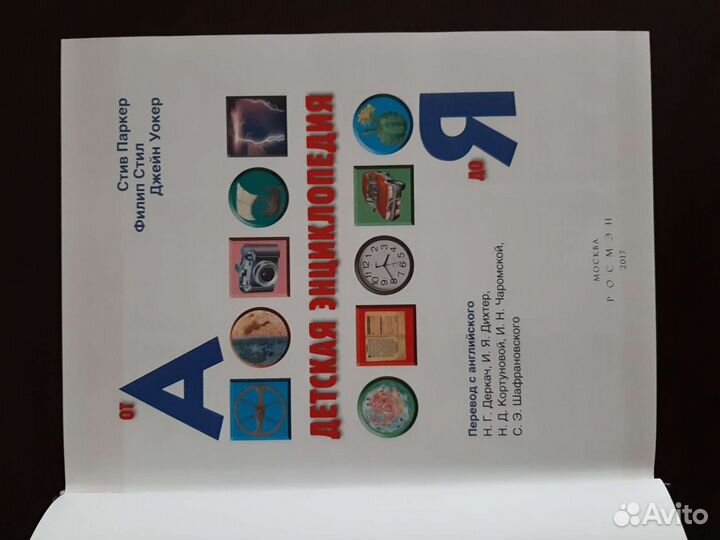 Стив Паркер
Филип Стил
Джейн Уокер
от А
ДЕТСКАЯ ЭНЦИКЛОПЕДИЯ
до Я
Перевод с английского
Н. Г. Деркач, И. Я. Дихтер,
Н. Д. Кортуновой, И. Н. Чаромской,
С. Э. Шафрановского
МОСКВА
РОСМЭН
2017
Avito